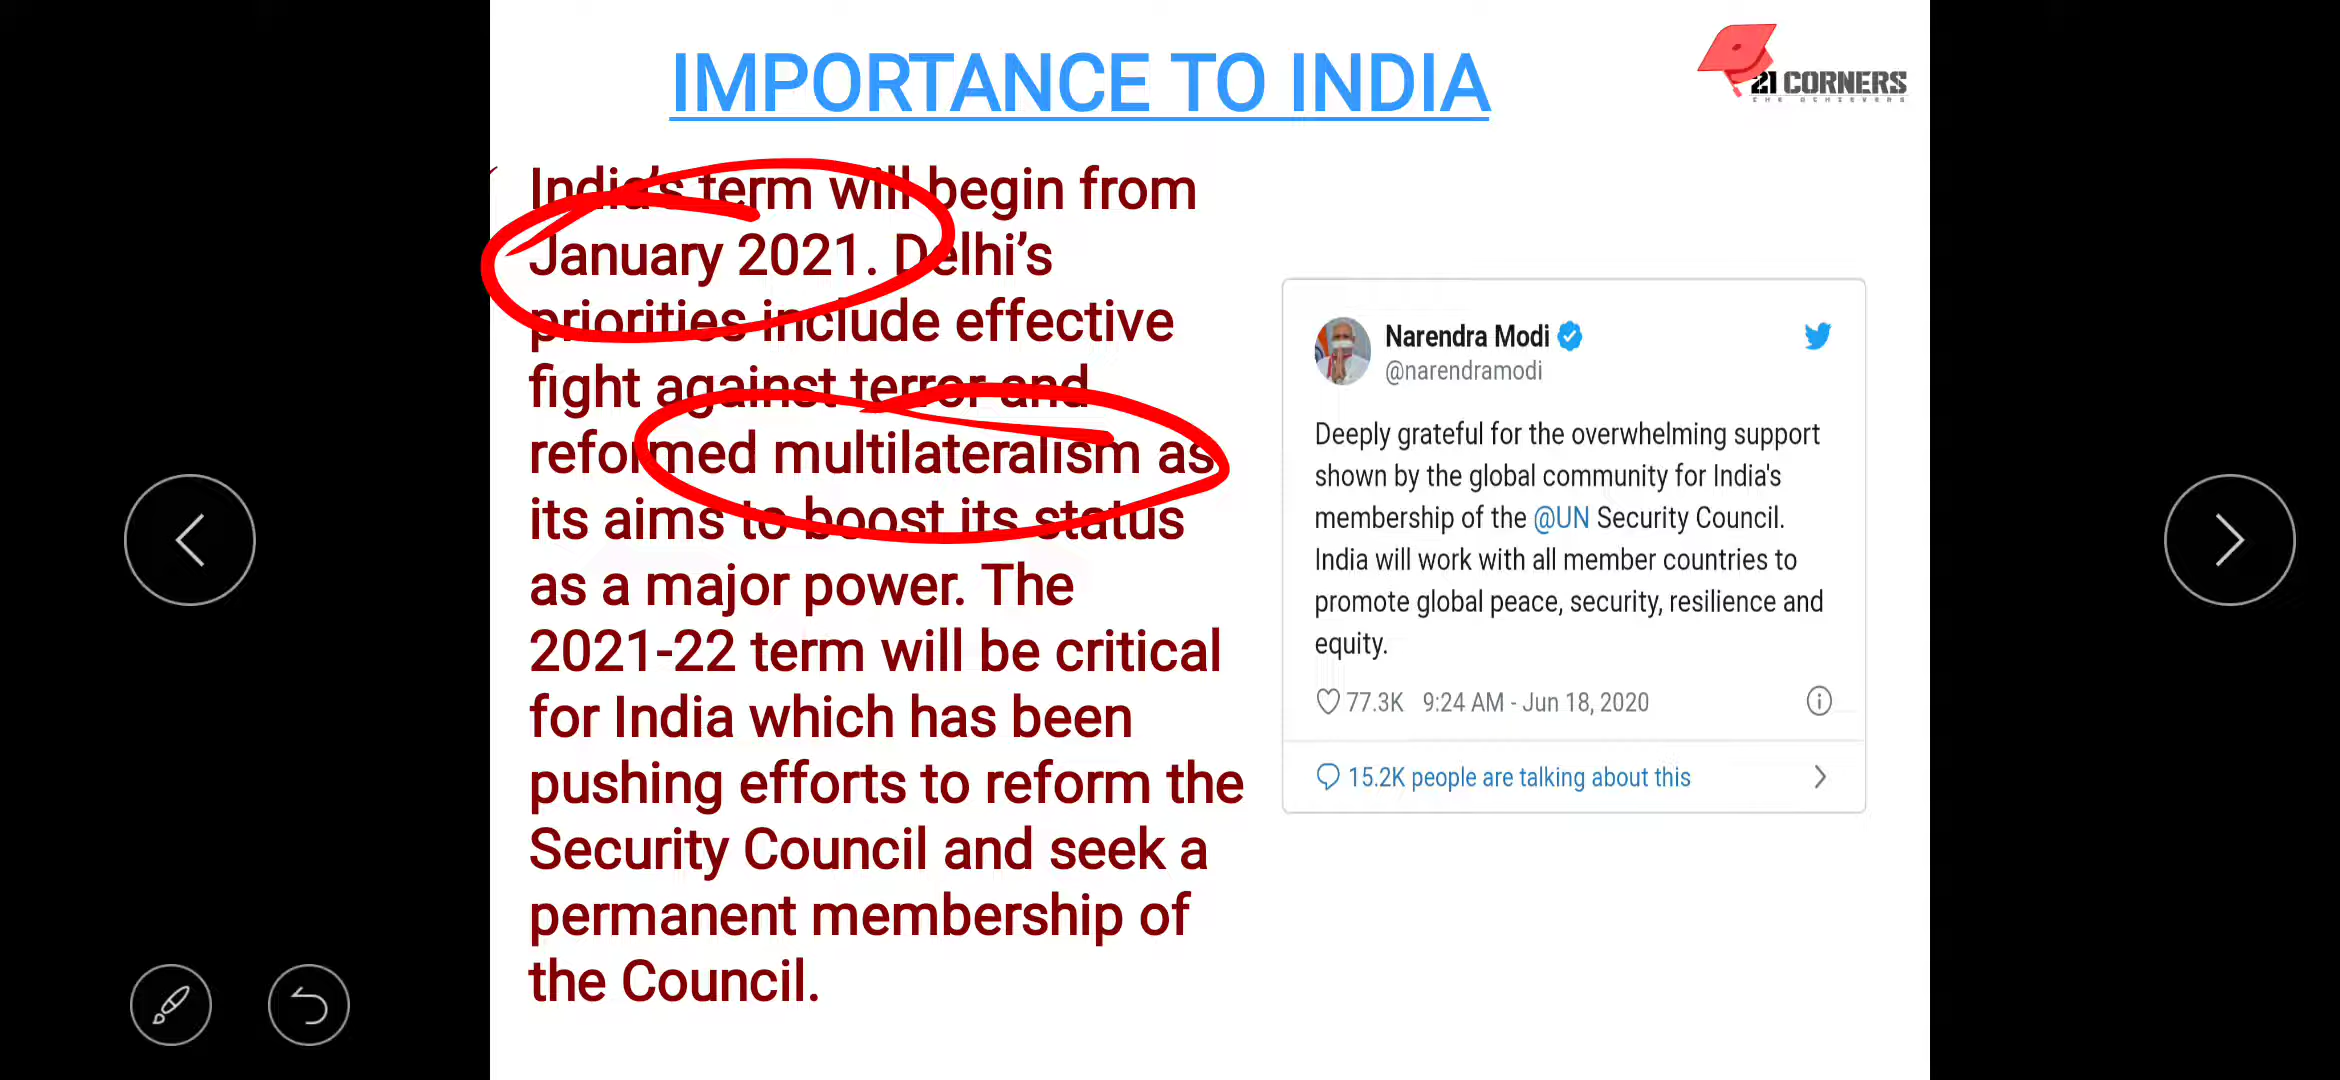 IMPORTANCE TO INDIA
21 CORNERS
THE ACHIEVERS
India's term will begin from
January 2021. Delhi's
priorities include effective
fight against terror and
reformed multilateralism as
its aims to boost its status
as a major power. The
2021-22 term will be critical
for India which has been
pushing efforts to reform the
Security Council and seek a
permanent membership of
the Council.
Narendra Modi
@narendramodi
Deeply grateful for the overwhelming support
shown by the global community for India's
membership of the @UN Security Council.
India will work with all member countries to
promote global peace, security, resilience and
equity.
77.3K 9:24 AM - Jun 18, 2020
15.2K people are talking about this